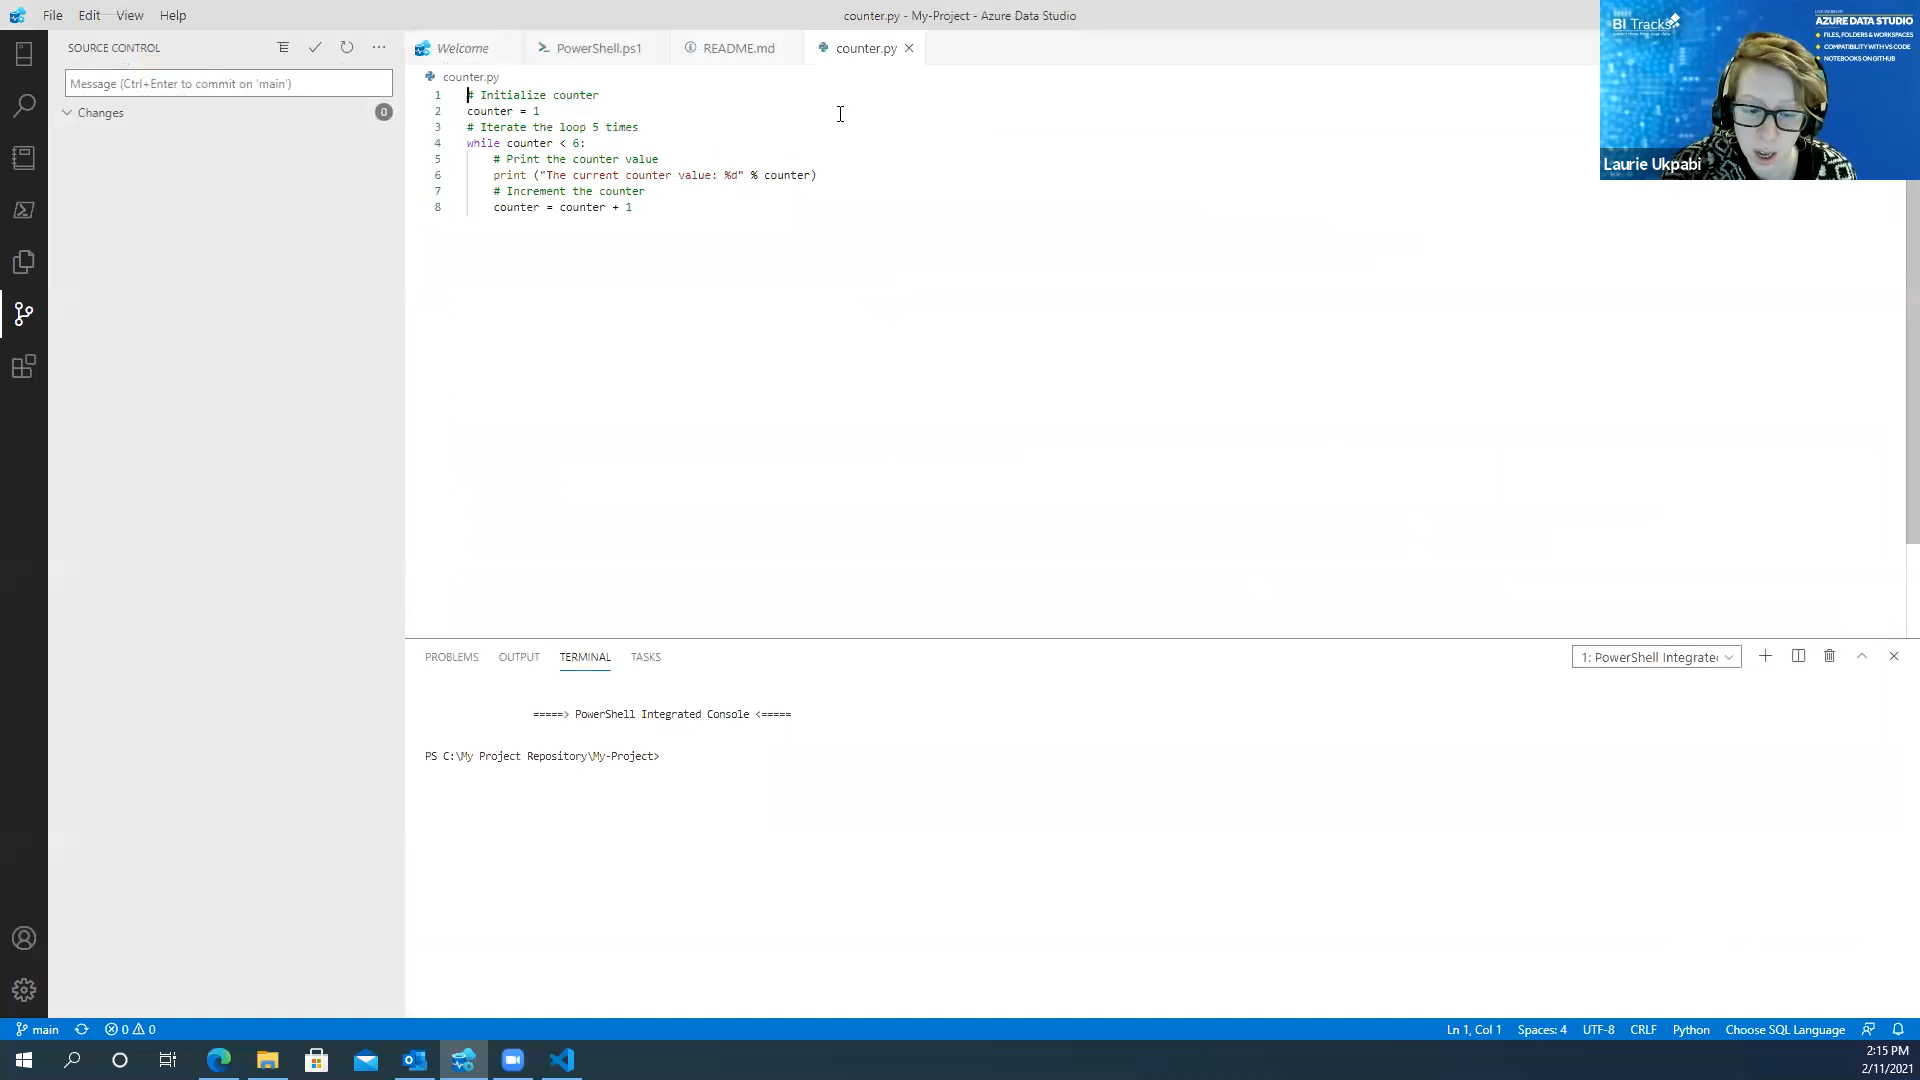 File Edit View Help
counter.py - My-Project - Azure Data Studio
SOURCE CONTROL
Message (Ctrl+Enter to commit on 'main')
Changes
0
Welcome
PowerShell.ps1
README.md
counter.py
counter.py
1 # Initialize counter
2 counter = 1
3 # Iterate the loop 5 times
4 while counter < 6:
5 # Print the counter value
6 print ("The current counter value: %d" % counter)
7 # Increment the counter
8 counter = counter + 1
BI Tracks
LIVE WEBINAR
AZURE DATA STUDIO
FILES, FOLDERS & WORKSPACES
COMPATIBILITY WITH VS CODE
NOTEBOOKS ON GITHUB
Laurie Ukpabi
PROBLEMS OUTPUT TERMINAL TASKS
1: PowerShell Integrate
=====> PowerShell Integrated Console <=====
PS C:\My Project Repository\My-Project>
main
0 0
Ln 1, Col 1 Spaces: 4 UTF-8 CRLF Python Choose SQL Language
2:15 PM
2/11/2021